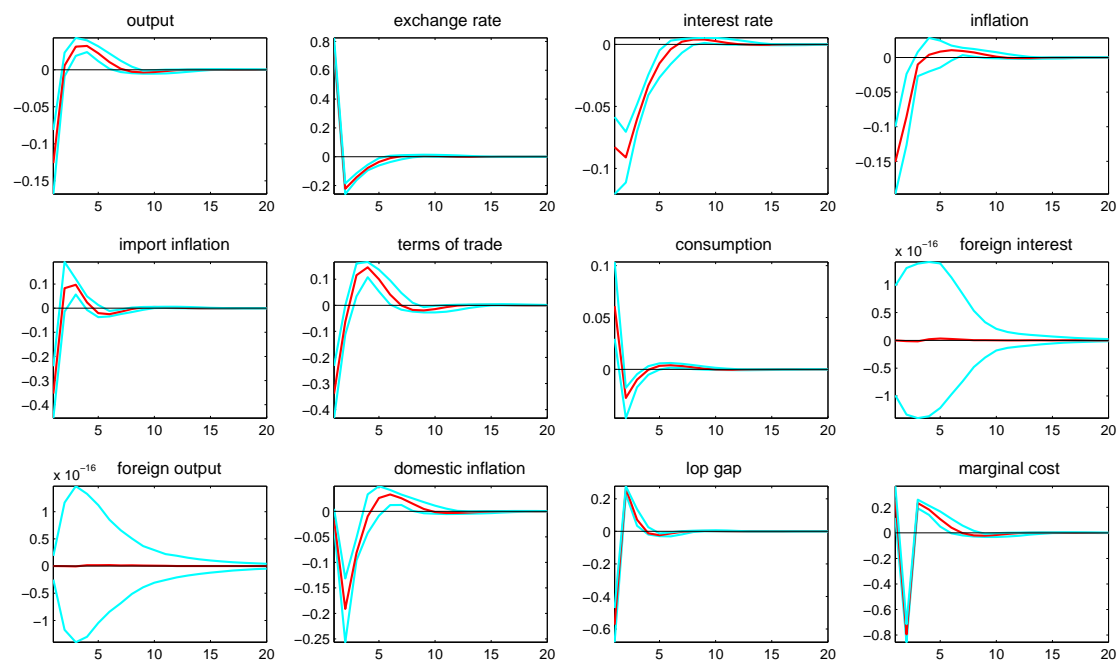 output
0
−0.05
−0.1
−0.15
5 10 15 20
exchange rate
0.8
0.6
0.4
0.2
0
−0.2
5 10 15 20
interest rate
0
−0.05
−0.1
5 10 15 20
inflation
0
−0.05
−0.1
−0.15
5 10 15 20
import inflation
0.1
0
−0.1
−0.2
−0.3
−0.4
5 10 15 20
terms of trade
0.1
0
−0.1
−0.2
−0.3
−0.4
5 10 15 20
consumption
0.1
0.05
0
5 10 15 20
foreign interest
x 10−16
1
0.5
0
−0.5
−1
5 10 15 20
foreign output
x 10−16
1
0.5
0
−0.5
−1
5 10 15 20
domestic inflation
0
−0.05
−0.1
−0.15
−0.2
−0.25
5 10 15 20
lop gap
0.2
0
−0.2
−0.4
−0.6
5 10 15 20
marginal cost
0.2
0
−0.2
−0.4
−0.6
−0.8
5 10 15 20